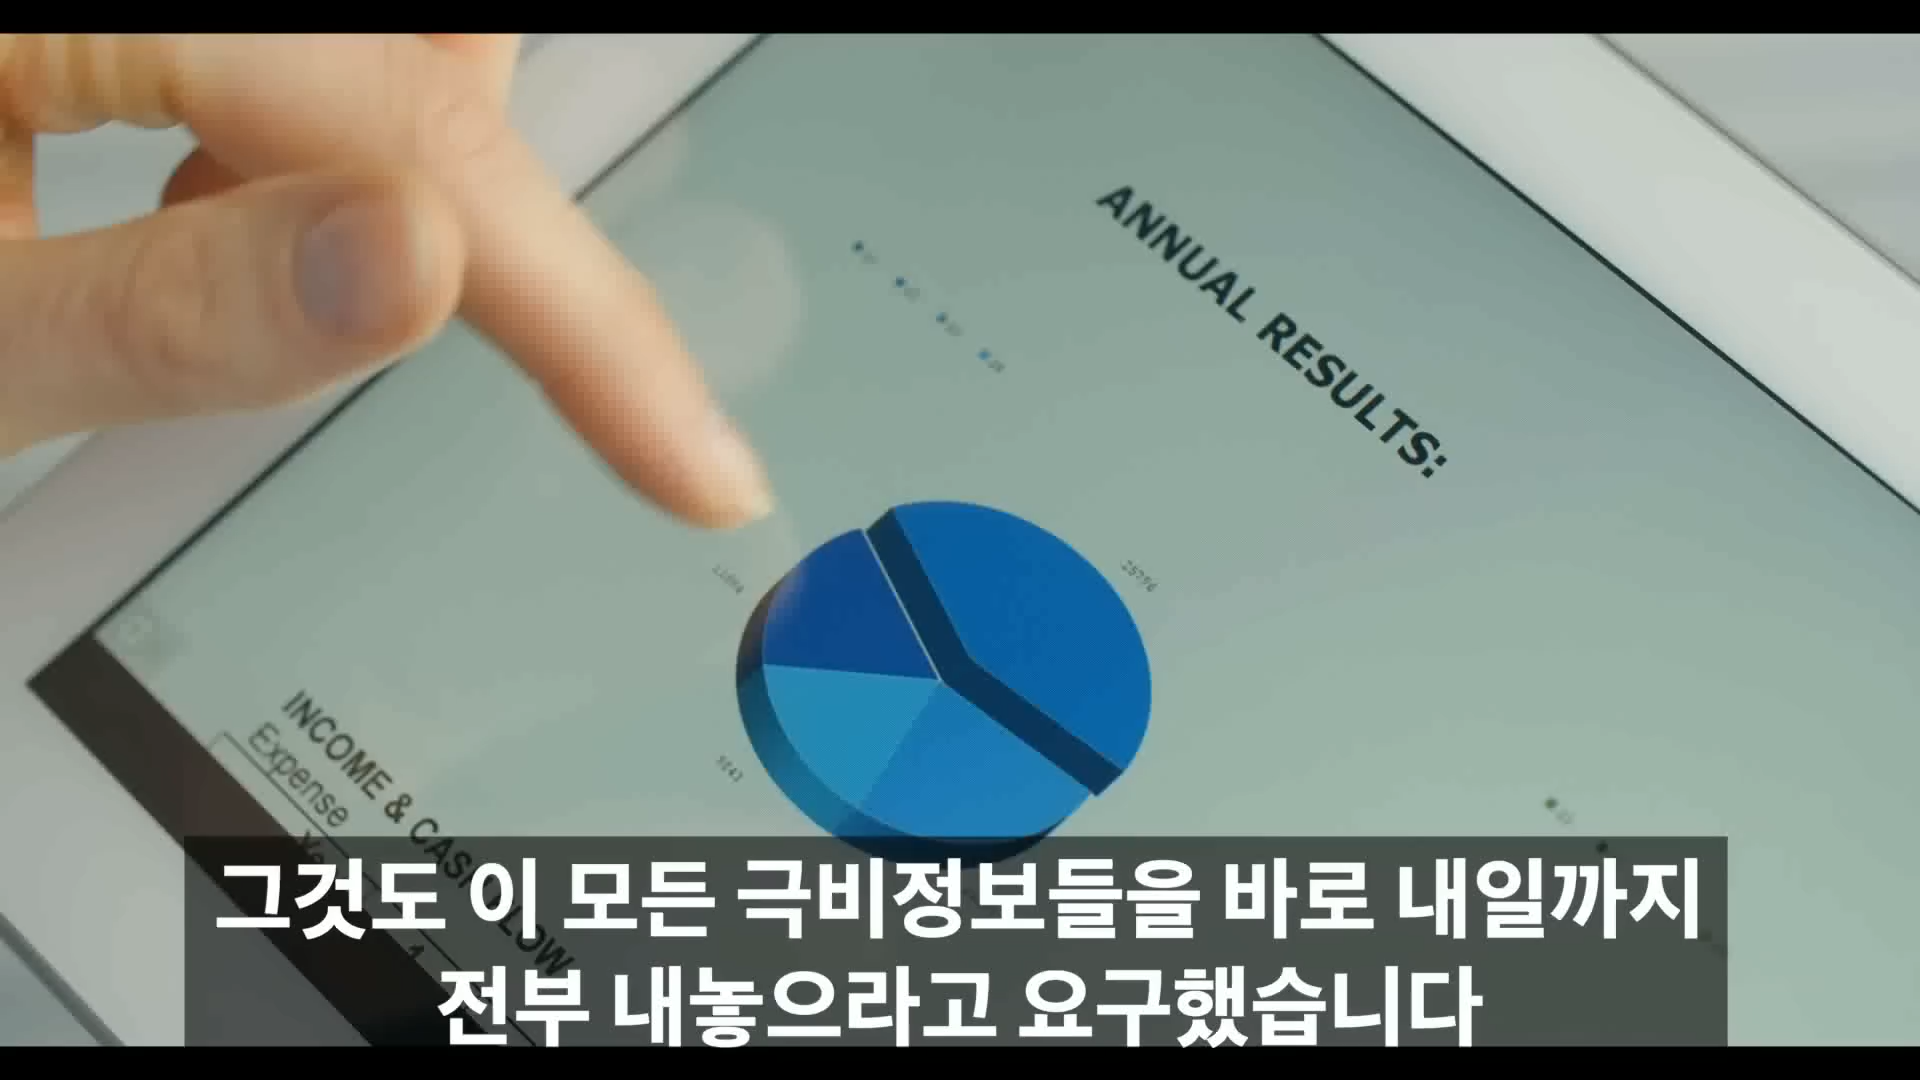 ANNUAL RESULTS:
INCOME & CASH FLOW
Expense
그것도 이 모든 극비정보들을 바로 내일까지
전부 내놓으라고 요구했습니다